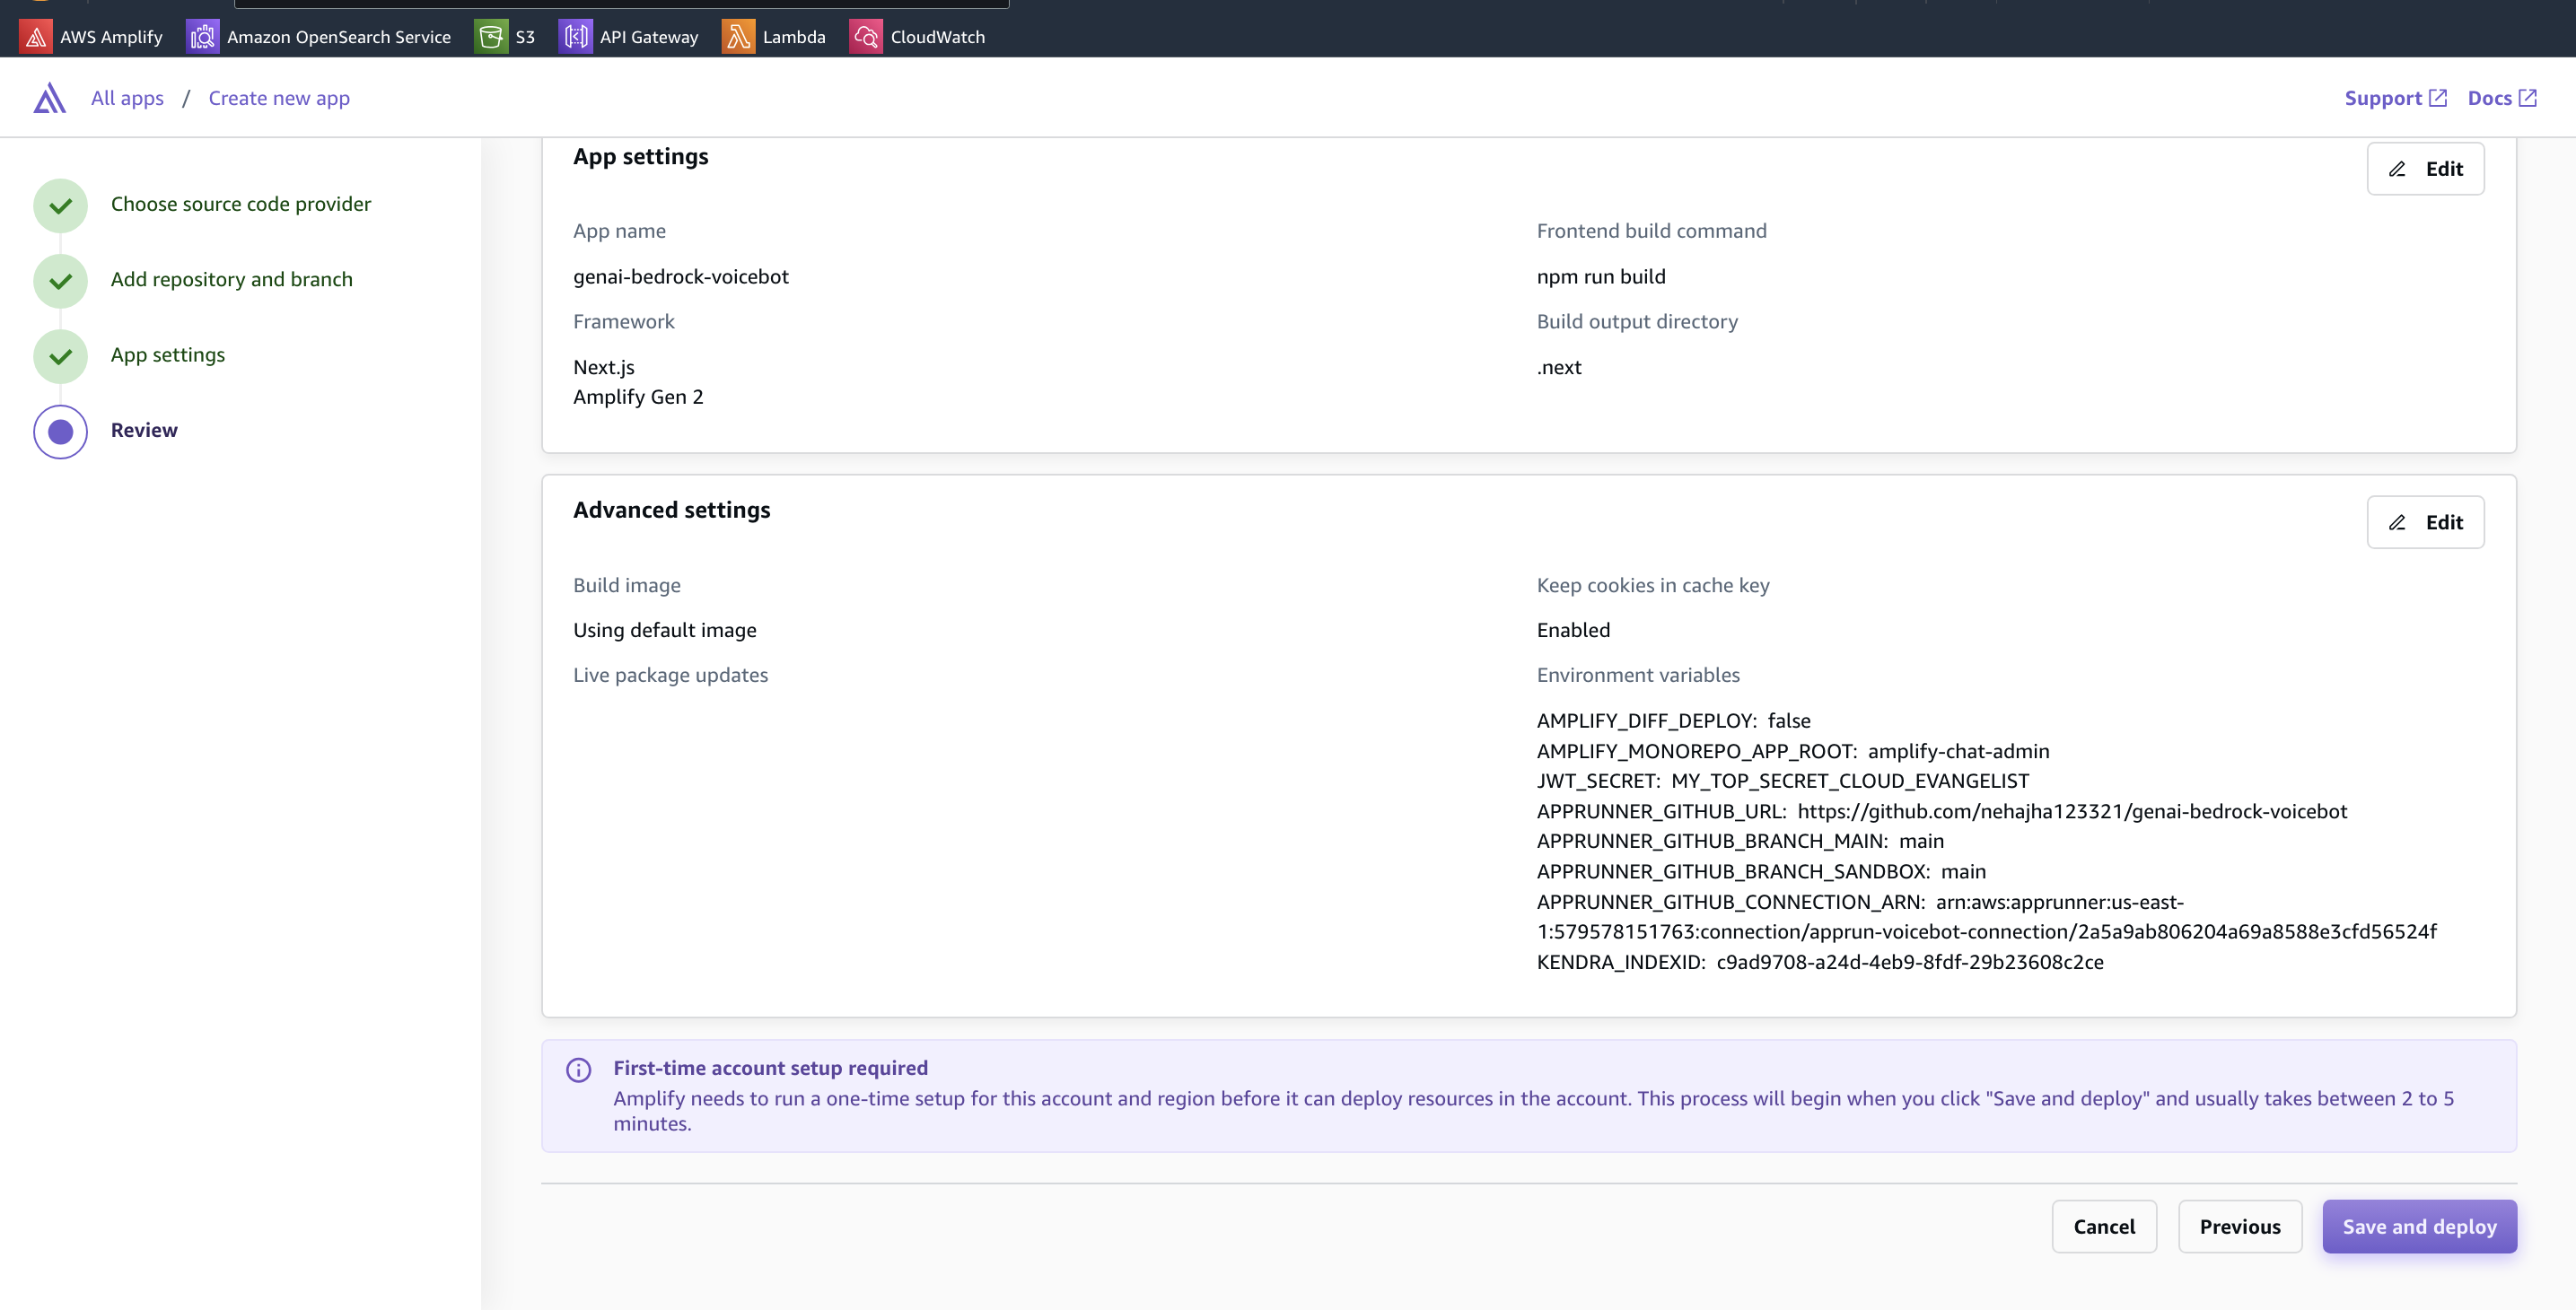 AWS Amplify
Amazon OpenSearch Service
S3
API Gateway
Lambda
CloudWatch
All apps / Create new app
Support
Docs
Choose source code provider
Add repository and branch
App settings
Review
App settings
Edit
App name
genai-bedrock-voicebot
Framework
Next.js
Amplify Gen 2
Frontend build command
npm run build
Build output directory
.next
Advanced settings
Edit
Build image
Using default image
Live package updates
Keep cookies in cache key
Enabled
Environment variables
AMPLIFY_DIFF_DEPLOY: false
AMPLIFY_MONOREPO_APP_ROOT: amplify-chat-admin
JWT_SECRET: MY_TOP_SECRET_CLOUD_EVANGELIST
APPRUNNER_GITHUB_URL: https://github.com/nehajha123321/genai-bedrock-voicebot
APPRUNNER_GITHUB_BRANCH_MAIN: main
APPRUNNER_GITHUB_BRANCH_SANDBOX: main
APPRUNNER_GITHUB_CONNECTION_ARN: arn:aws:apprunner:us-east-
1:579578151763:connection/apprun-voicebot-connection/2a5a9ab806204a69a8588e3cfd56524f
KENDRA_INDEXID: c9ad9708-a24d-4eb9-8fdf-29b23608c2ce
First-time account setup required
Amplify needs to run a one-time setup for this account and region before it can deploy resources in the account. This process will begin when you click "Save and deploy" and usually takes between 2 to 5
minutes.
Cancel
Previous
Save and deploy